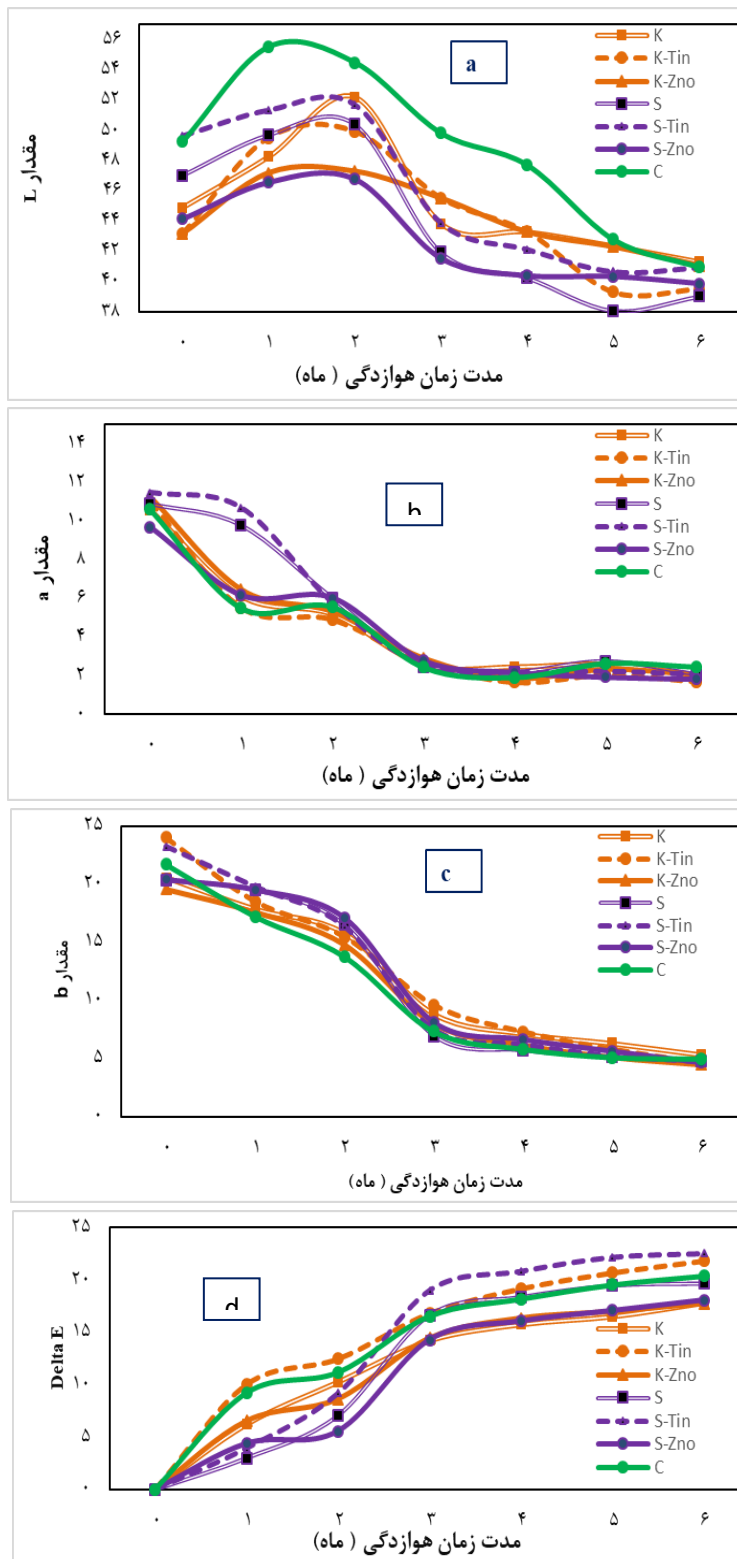 ۵۶
۵۴
۵۲
۵۰
۴۸
۴۶
۴۴
۴۲
۴۰
۳۸
مقدار L
a
K
K-Tin
K-Zno
S
S-Tin
S-Zno
C
۰ ۱ ۲ ۳ ۴ ۵ ۶
مدت زمان هوازدگی ( ماه)
۱۴
۱۲
۱۰
۸
۶
۴
۲
۰
مقدار a
K
K-Tin
K-Zno
S
S-Tin
S-Zno
C
۰ ۱ ۲ ۳ ۴ ۵ ۶
مدت زمان هوازدگی ( ماه)
۲۵
۲۰
۱۵
۱۰
۵
۰
مقدار b
c
K
K-Tin
K-Zno
S
S-Tin
S-Zno
C
۰ ۱ ۲ ۳ ۴ ۵ ۶
مدت زمان هوازدگی ( ماه)
۲۵
۲۰
۱۵
۱۰
۵
۰
Delta E
K
K-Tin
K-Zno
S
S-Tin
S-Zno
C
۰ ۱ ۲ ۳ ۴ ۵ ۶
مدت زمان هوازدگی ( ماه)